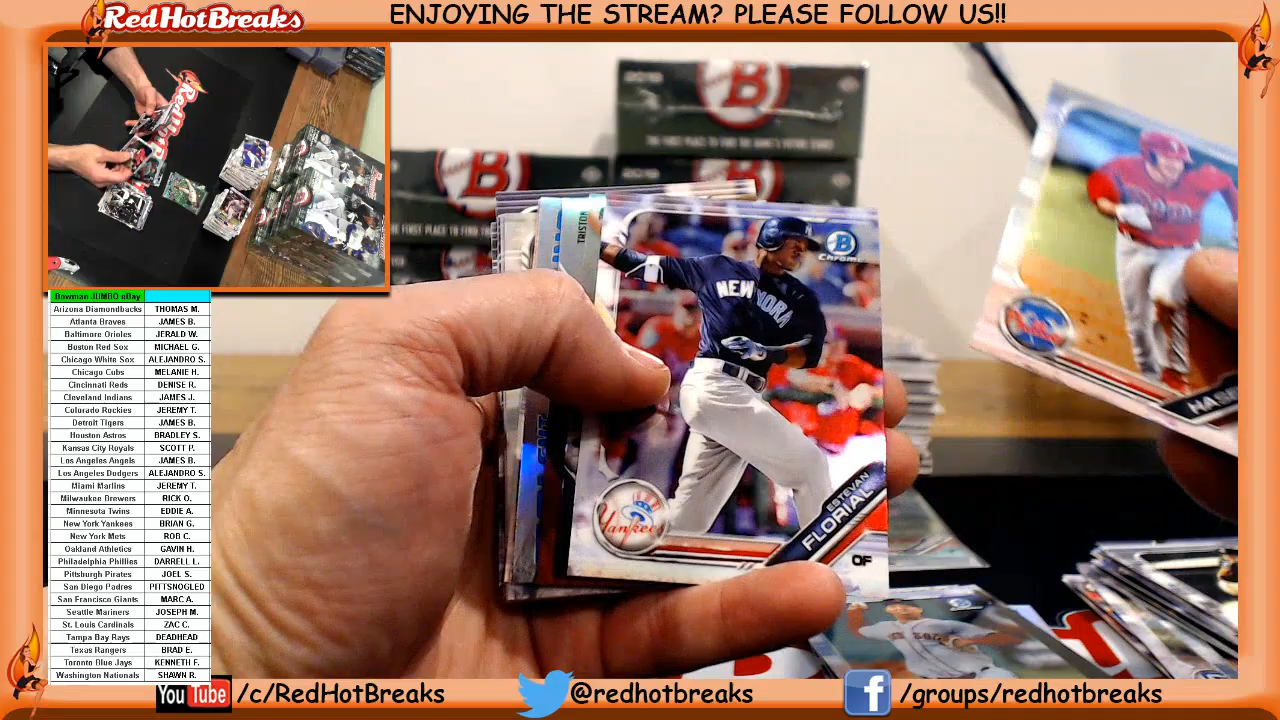 RedHotBreaks
ENJOYING THE STREAM? PLEASE FOLLOW US!!
Bowman JUMBO eBay
Arizona Diamondbacks THOMAS M.
Atlanta Braves JAMES B.
Baltimore Orioles JERALD W.
Boston Red Sox MICHAEL G.
Chicago White Sox ALEJANDRO S.
Chicago Cubs MELANIE H.
Cincinnati Reds DENISE R.
Cleveland Indians JAMES J.
Colorado Rockies JEREMY T.
Detroit Tigers JAMES B.
Houston Astros BRADLEY S.
Kansas City Royals SCOTT P.
Los Angeles Angels JAMES B.
Los Angeles Dodgers ALEJANDRO S.
Miami Marlins JEREMY T.
Milwaukee Brewers RICK O.
Minnesota Twins EDDIE A.
New York Yankees BRIAN G.
New York Mets ROB C.
Oakland Athletics GAVIN H.
Philadelphia Phillies DARRELL L.
Pittsburgh Pirates JOEL S.
San Diego Padres PITTSNOGLED
San Francisco Giants MARC A.
Seattle Mariners JOSEPH M.
St. Louis Cardinals ZAC C.
Tampa Bay Rays DEADHEAD
Texas Rangers BRAD E.
Toronto Blue Jays KENNETH F.
Washington Nationals SHAWN R.
B
B
TRISTON
B
Chrome
NEW
Yankees
ESTEVAN
FLORIAL
OF
You Tube /c/RedHotBreaks
@redhotbreaks
f /groups/redhotbreaks